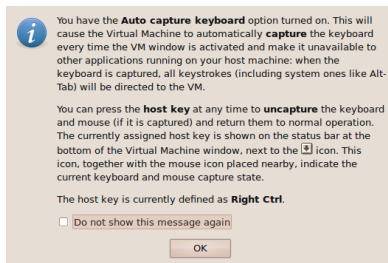 You have the Auto capture keyboard option turned on. This will
cause the Virtual Machine to automatically capture the keyboard
every time the VM window is activated and make it unavailable to
other applications running on your host machine: when the
keyboard is captured, all keystrokes (including system ones like Alt-
Tab) will be directed to the VM.
You can press the host key at any time to uncapture the keyboard
and mouse (if it is captured) and return them to normal operation.
The currently assigned host key is shown on the status bar at the
bottom of the Virtual Machine window, next to the icon. This
icon, together with the mouse icon placed nearby, indicate the
current keyboard and mouse capture state.
The host key is currently defined as Right Ctrl.
Do not show this message again
OK